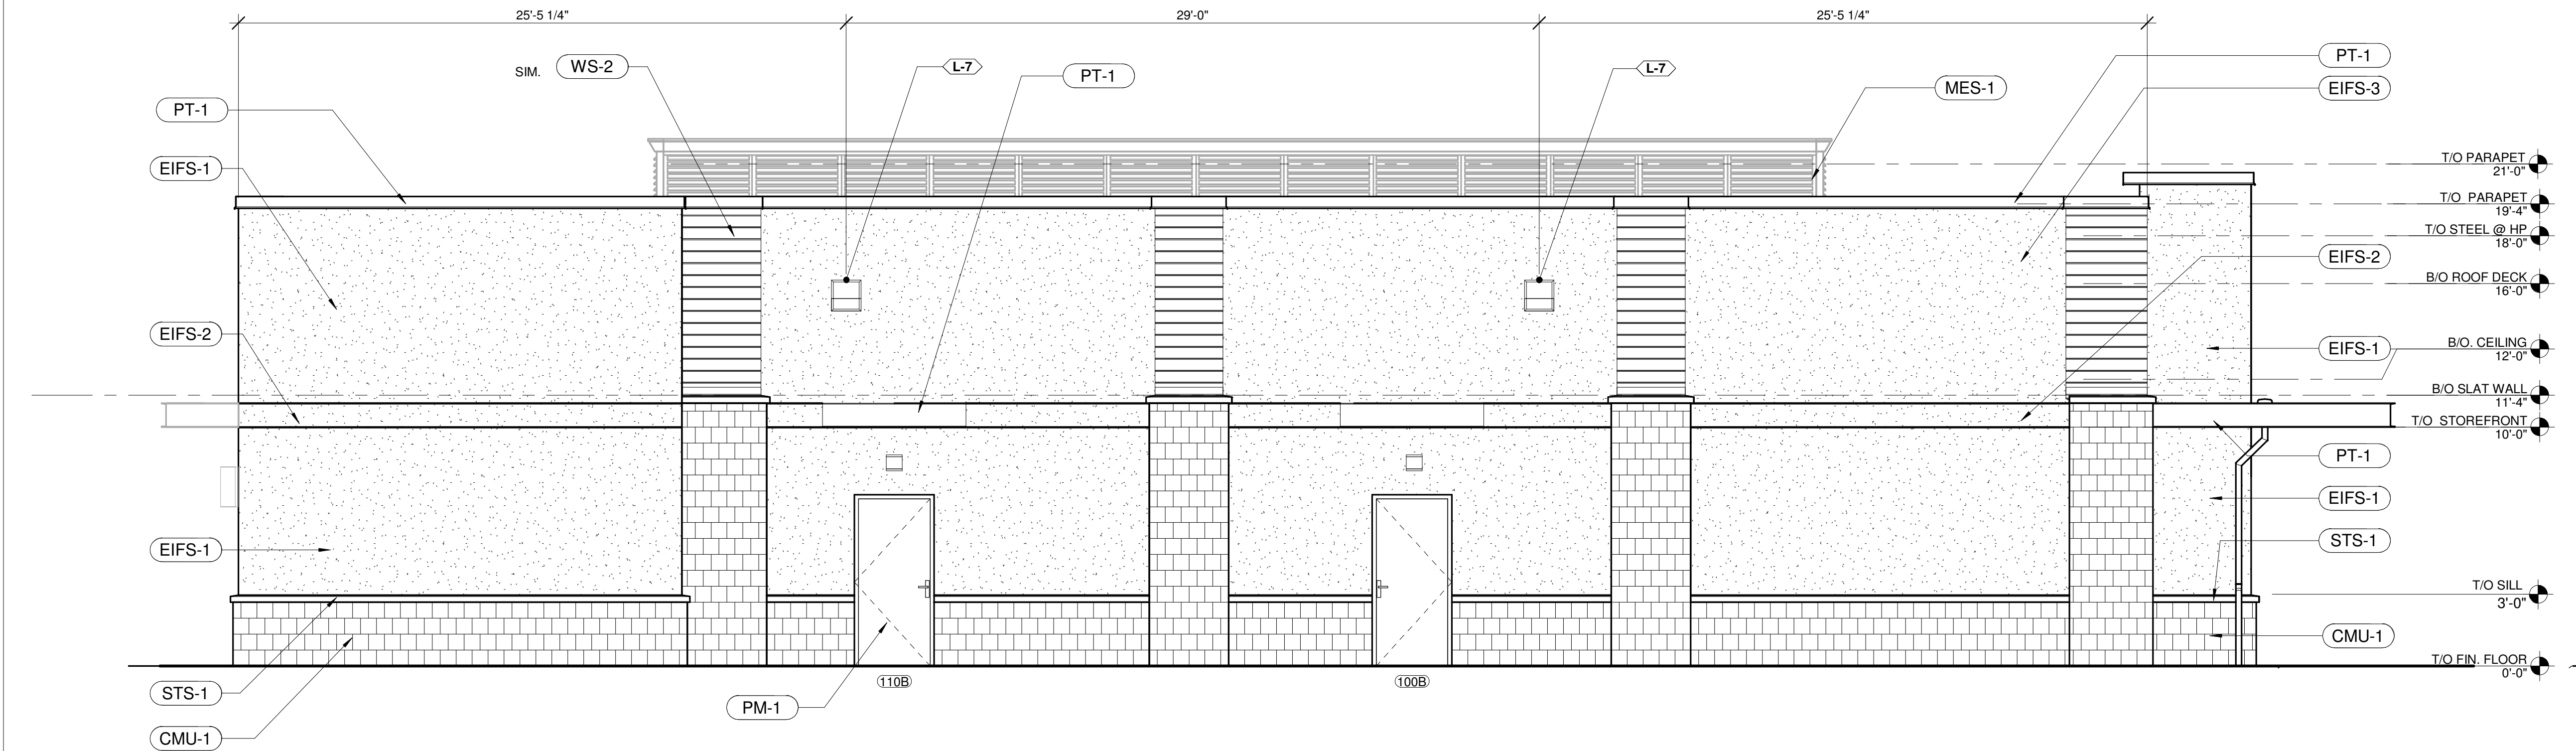 25'-5 1/4"
29'-0"
25'-5 1/4"
SIM.
WS-2
L-7
PT-1
L-7
MES-1
PT-1
EIFS-3
PT-1
EIFS-1
T/O PARAPET
21'-0"
T/O PARAPET
19'-4"
T/O STEEL @ HP
18'-0"
EIFS-2
B/O ROOF DECK
16'-0"
EIFS-2
EIFS-1
B/O. CEILING
12'-0"
B/O SLAT WALL
11'-4"
T/O STOREFRONT
10'-0"
PT-1
EIFS-1
EIFS-1
STS-1
T/O SILL
3'-0"
CMU-1
T/O FIN. FLOOR
0'-0"
110B
100B
STS-1
PM-1
CMU-1